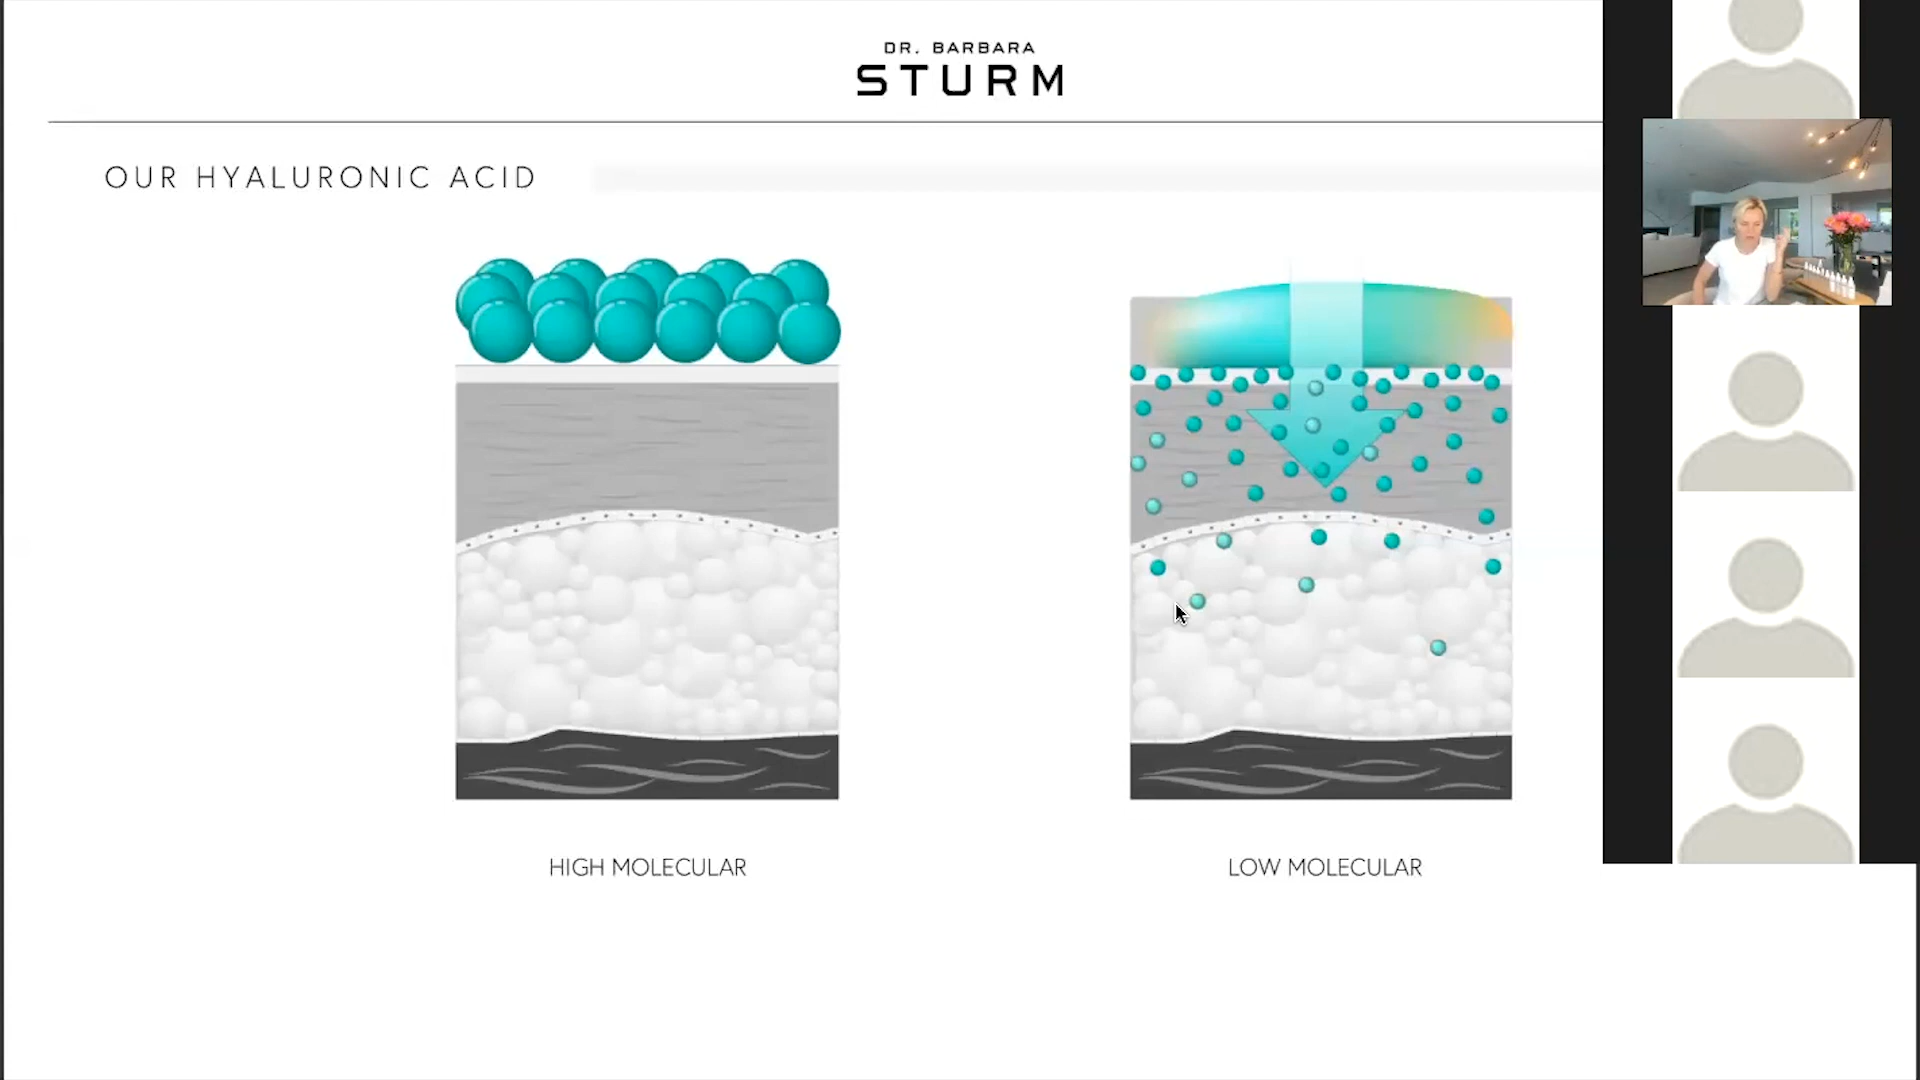 DR. BARBARA
STURM
OUR HYALURONIC ACID
HIGH MOLECULAR
LOW MOLECULAR